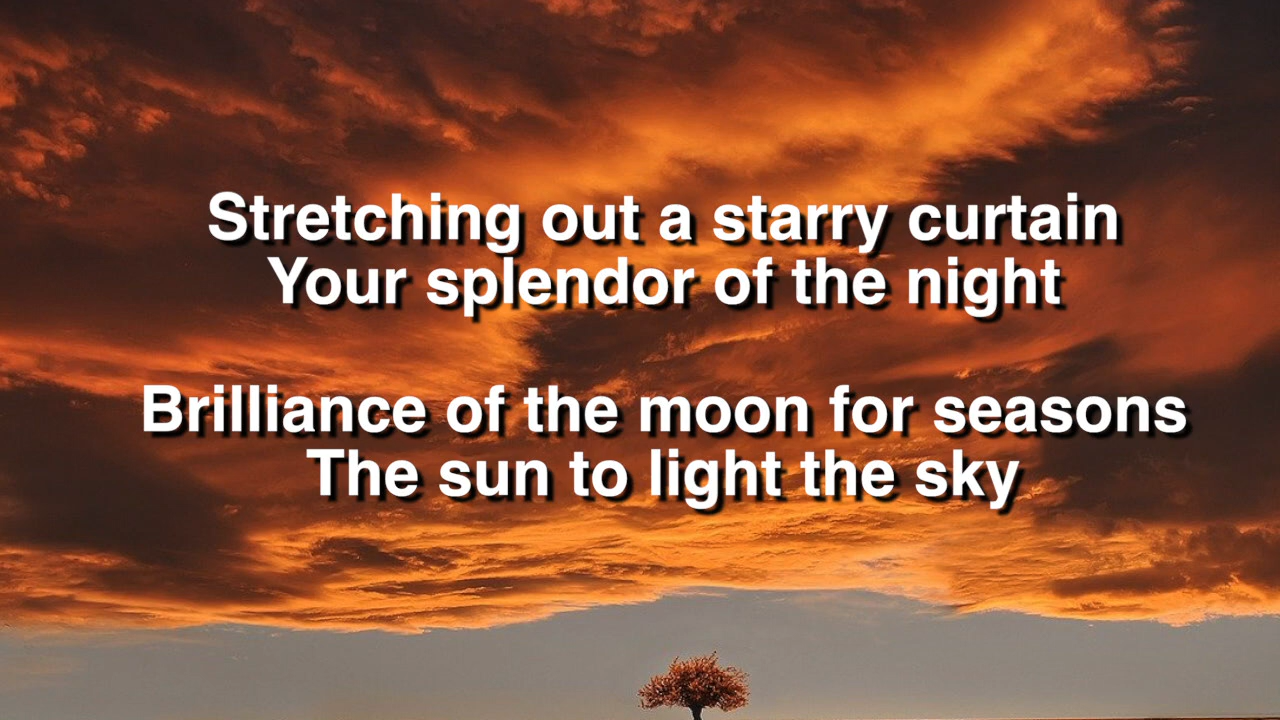 Stretching out a starry curtain
Your splendor of the night
Brilliance of the moon for seasons
The sun to light the sky